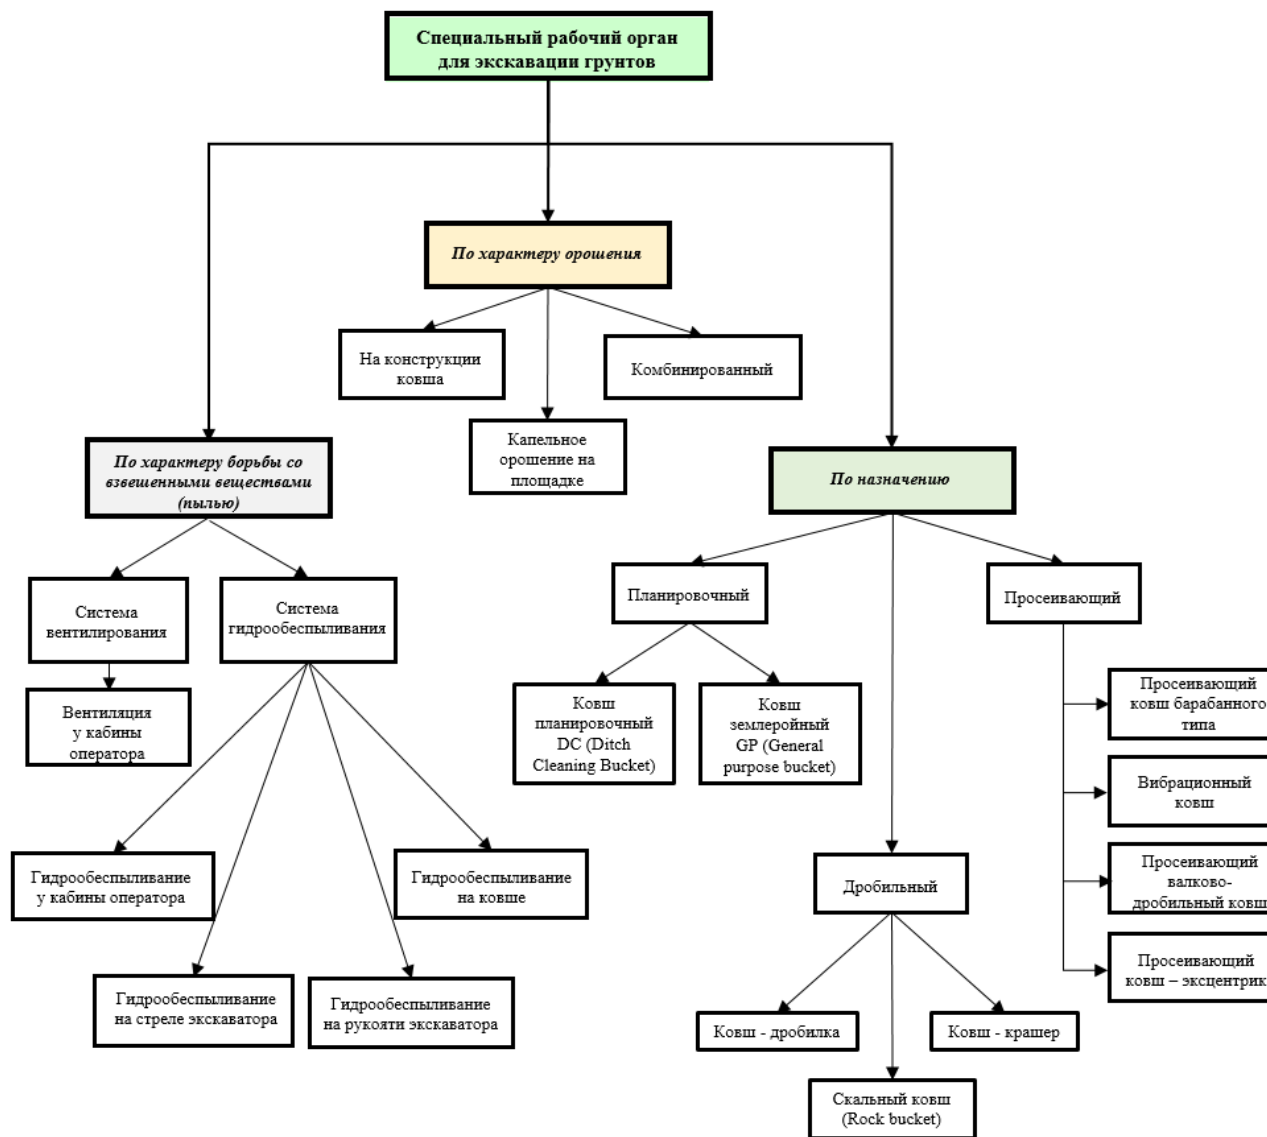 Специальный рабочий орган
для экскавации грунтов
По характеру орошения
На конструкции
ковша
Комбинированный
Капельное
орошение на
площадке
По характеру борьбы со
взвешенными веществами
(пылью)
По назначению
Система
вентилирования
Система
гидрообеспыливания
Вентиляция
у кабины
оператора
Гидрообеспыливание
у кабины оператора
Гидрообеспыливание
на ковше
Гидрообеспыливание
на стреле экскаватора
Гидрообеспыливание
на рукояти экскаватора
Планировочный
Просеивающий
Ковш
планировочный
DC (Ditch
Cleaning Bucket)
Ковш
землеройный
GP (General
purpose bucket)
Просеивающий
ковш барабанного
типа
Вибрационный
ковш
Просеивающий
валково-
дробильный ковш
Просеивающий
ковш – эксцентрик
Дробильный
Ковш - дробилка
Ковш - крашер
Скальный ковш
(Rock bucket)